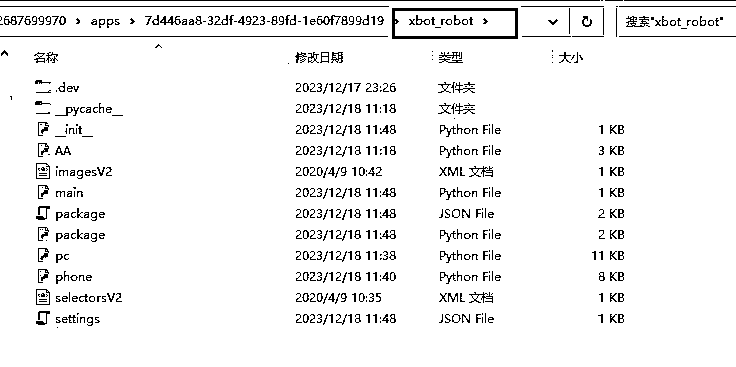 2687699970 › apps › 7d446aa8-32df-4923-89fd-1e60f7899d19 › xbot_robot › 搜索"xbot_robot"
名称 修改日期 类型 大小
.dev 2023/12/17 23:26 文件夹
__pycache__ 2023/12/18 11:18 文件夹
__init__ 2023/12/18 11:48 Python File 1 KB
AA 2023/12/18 11:18 Python File 3 KB
imagesV2 2020/4/9 10:42 XML 文档 1 KB
main 2023/12/18 11:48 Python File 1 KB
package 2023/12/18 11:48 JSON File 2 KB
package 2023/12/18 11:48 Python File 2 KB
pc 2023/12/18 11:38 Python File 11 KB
phone 2023/12/18 11:40 Python File 8 KB
selectorsV2 2020/4/9 10:35 XML 文档 1 KB
settings 2023/12/18 11:48 JSON File 1 KB